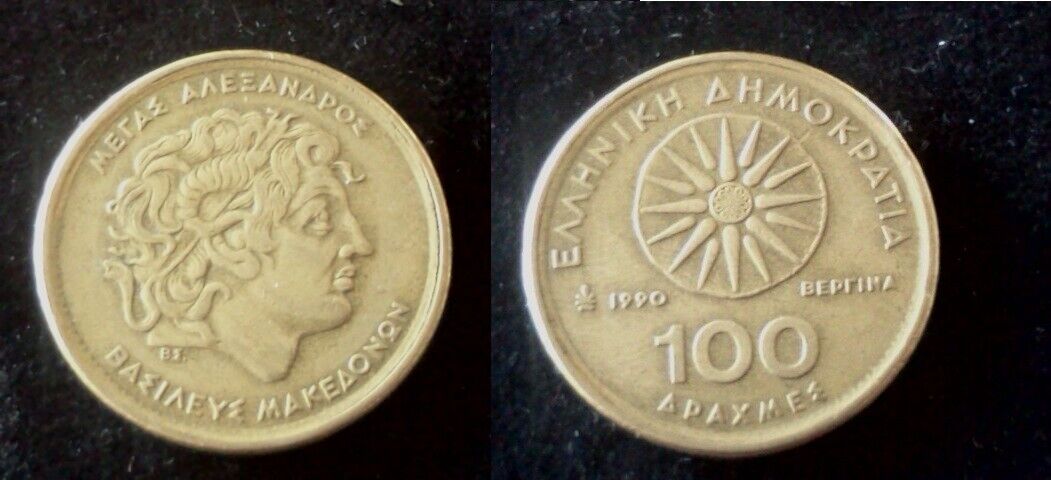 ΜΕΓΑΣ ΑΛΕΞΑΝΔΡΟΣ
ΒΣ.
ΒΑΣΙΛΕΥΣ ΜΑΚΕΔΟΝΩΝ
ΕΛΛΗΝΙΚΗ ΔΗΜΟΚΡΑΤΙΑ
1990 ΒΕΡΓΙΝΑ
100
ΔΡΑΧΜΕΣ